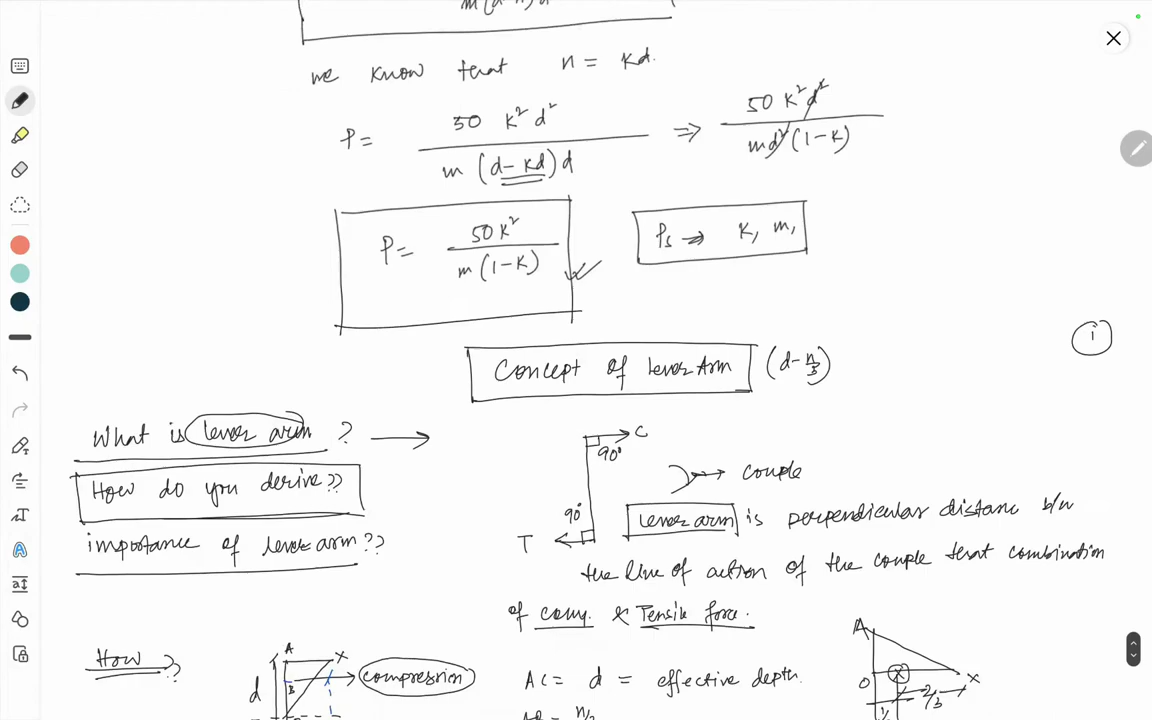 we know that n = kd.
P = 50 k² d² / m (d - kd) d ⇒ 50 k² d² / md² (1-k)
P = 50 k² / m (1-k)
Ps → k, m,
i
Concept of lever Arm (d - n/3)
What is lever arm ? →
C
90°
How do you derive??
couple
90°
T
lever arm is perpendicular distance b/w
importance of lever arm??
the line of action of the couple that combination
of comp. & Tensile force.
How ?
A X
compression
B
d
AC = d = effective depth.
A
O X
2/3